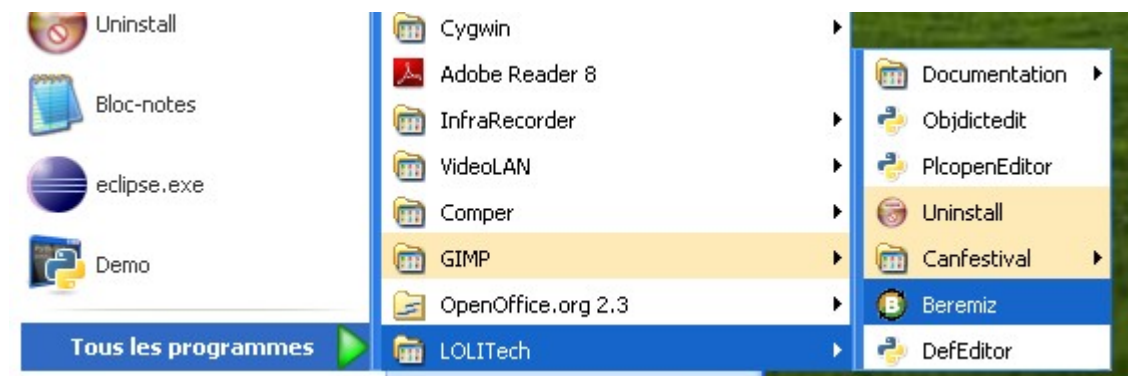 Uninstall
Bloc-notes
eclipse.exe
Demo
Tous les programmes
Cygwin
Adobe Reader 8
InfraRecorder
VideoLAN
Comper
GIMP
OpenOffice.org 2.3
LOLITech
Documentation
Objdictedit
PlcopenEditor
Uninstall
Canfestival
Beremiz
DefEditor